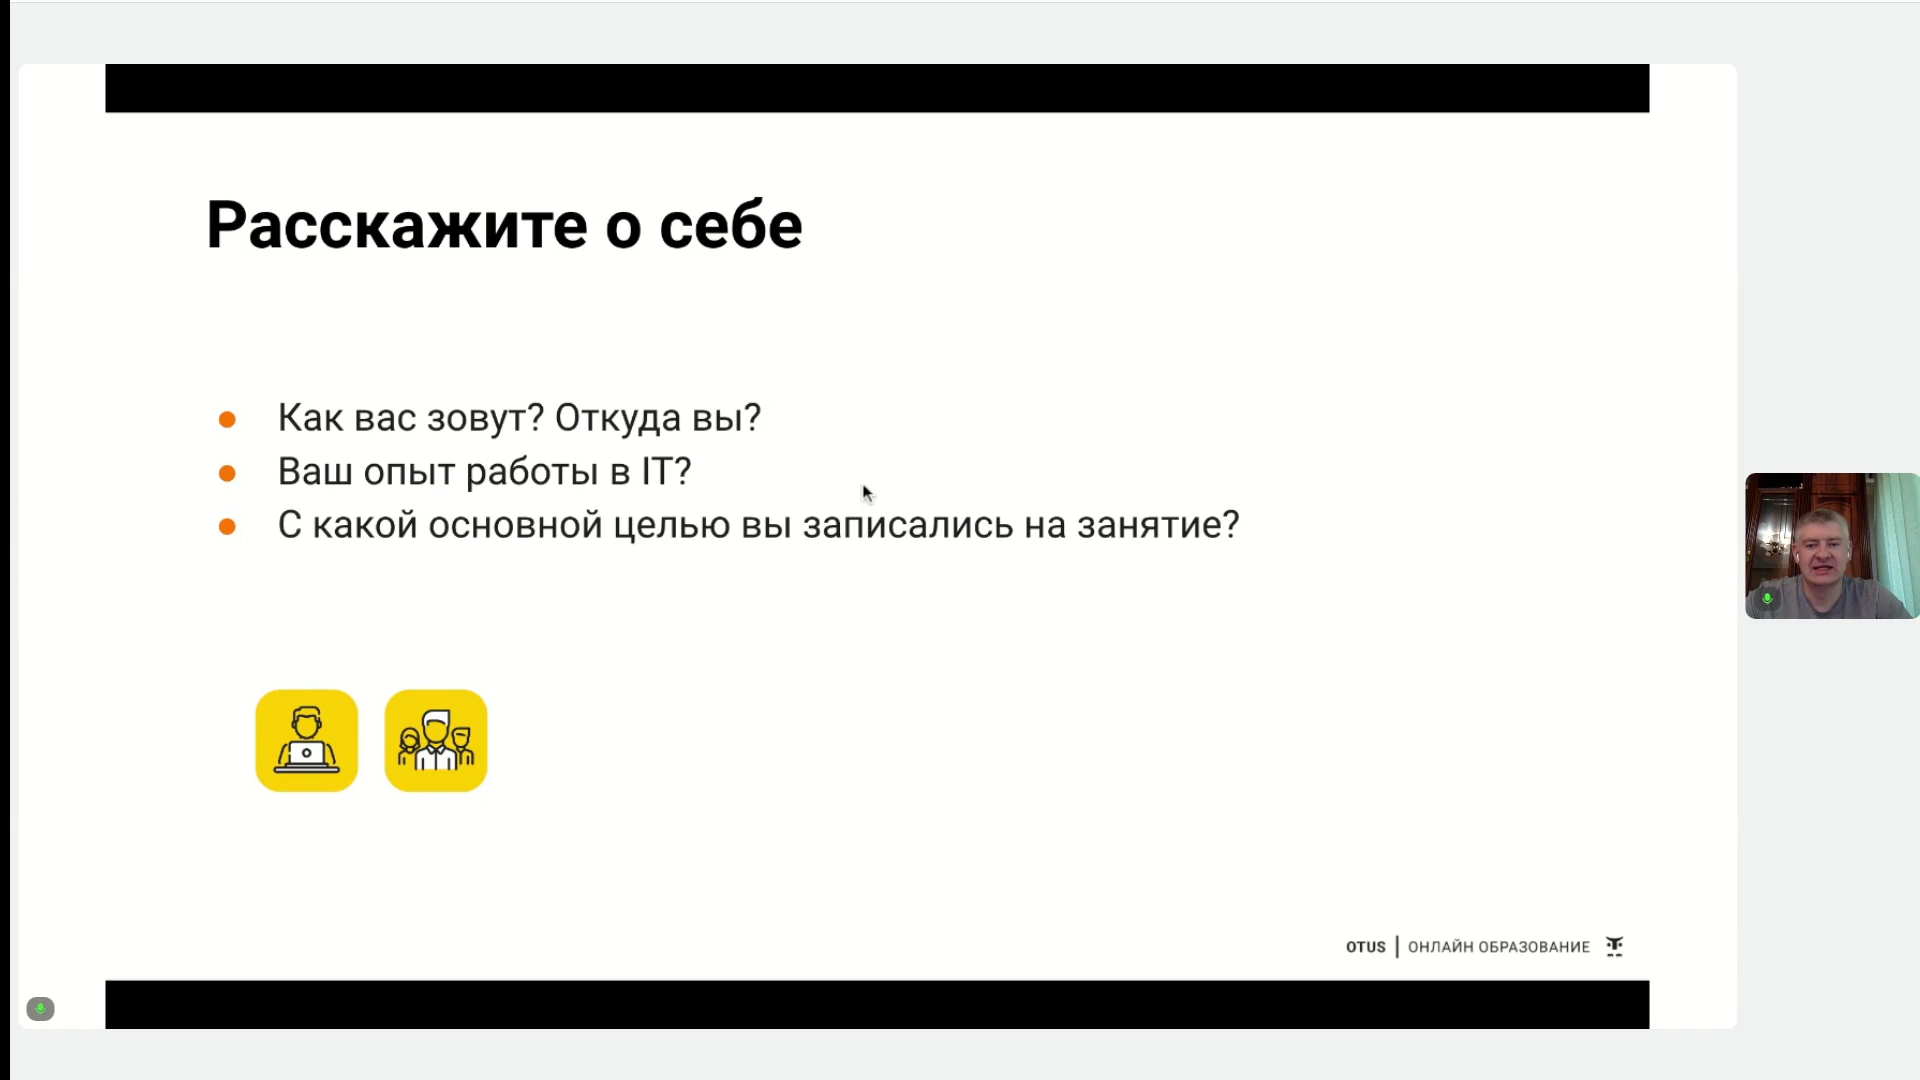 Расскажите о себе
Как вас зовут? Откуда вы?
Ваш опыт работы в IT?
С какой основной целью вы записались на занятие?
OTUS | ОНЛАЙН ОБРАЗОВАНИЕ